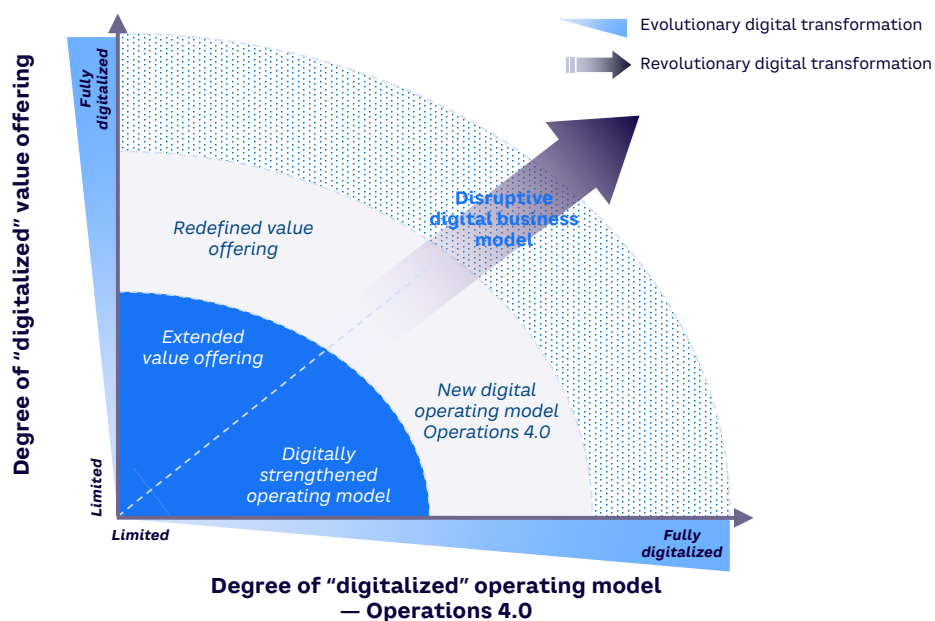 Evolutionary digital transformation
Revolutionary digital transformation
Degree of “digitalized” value offering
Fully
digitalized
Limited
Redefined value
offering
Disruptive
digital business
model
Extended
value offering
New digital
operating model
Operations 4.0
Digitally
strengthened
operating model
Limited
Fully
digitalized
Degree of “digitalized” operating model
— Operations 4.0